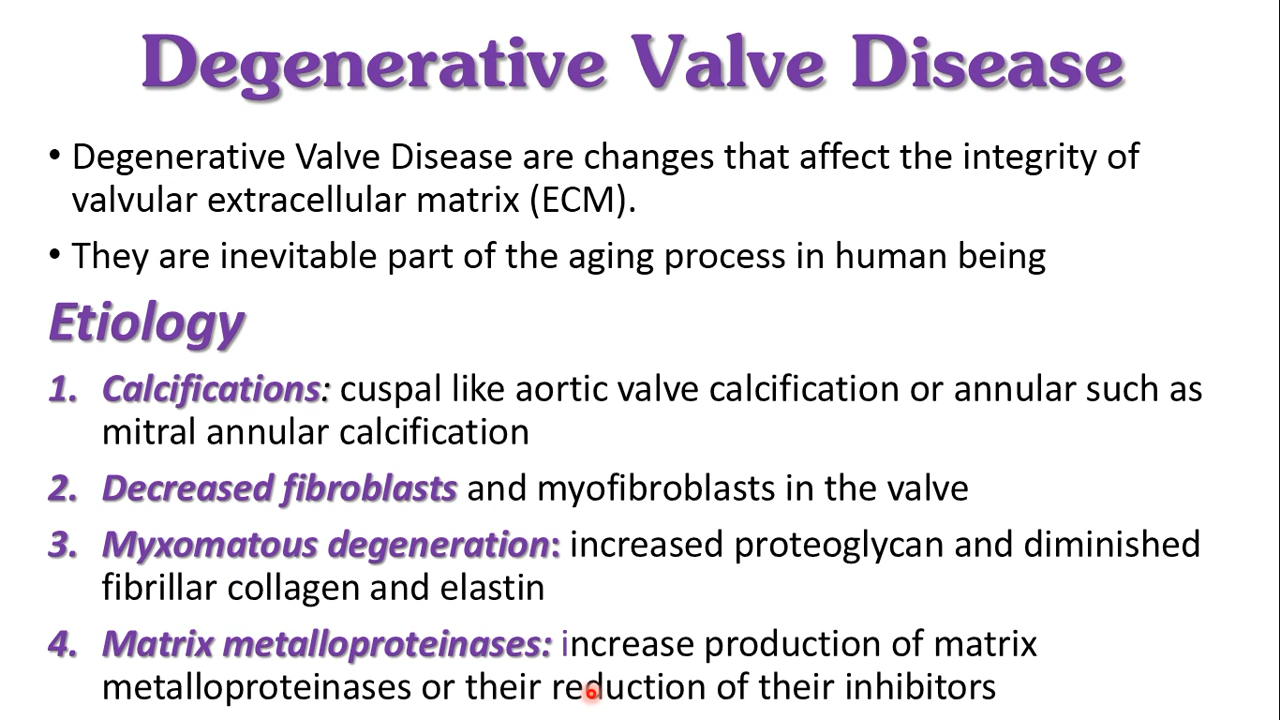 Degenerative Valve Disease
• Degenerative Valve Disease are changes that affect the integrity of
valvular extracellular matrix (ECM).
• They are inevitable part of the aging process in human being
Etiology
1. Calcifications: cuspal like aortic valve calcification or annular such as
mitral annular calcification
2. Decreased fibroblasts and myofibroblasts in the valve
3. Myxomatous degeneration: increased proteoglycan and diminished
fibrillar collagen and elastin
4. Matrix metalloproteinases: increase production of matrix
metalloproteinases or their reduction of their inhibitors